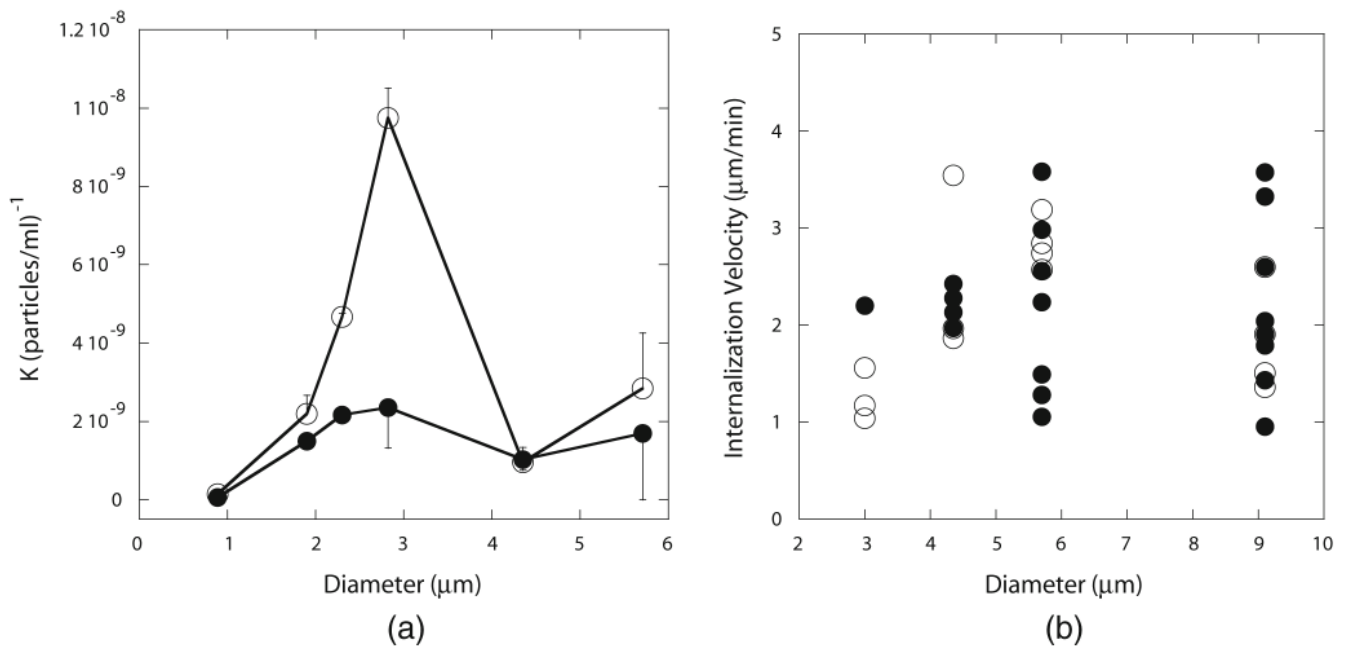 1.2 10⁻⁸
1 10⁻⁸
8 10⁻⁹
6 10⁻⁹
4 10⁻⁹
2 10⁻⁹
0
K (particles/ml)⁻¹
0 1 2 3 4 5 6
Diameter (μm)
(a)
5
4
3
2
1
0
Internalization Velocity (μm/min)
2 3 4 5 6 7 8 9 10
Diameter (μm)
(b)